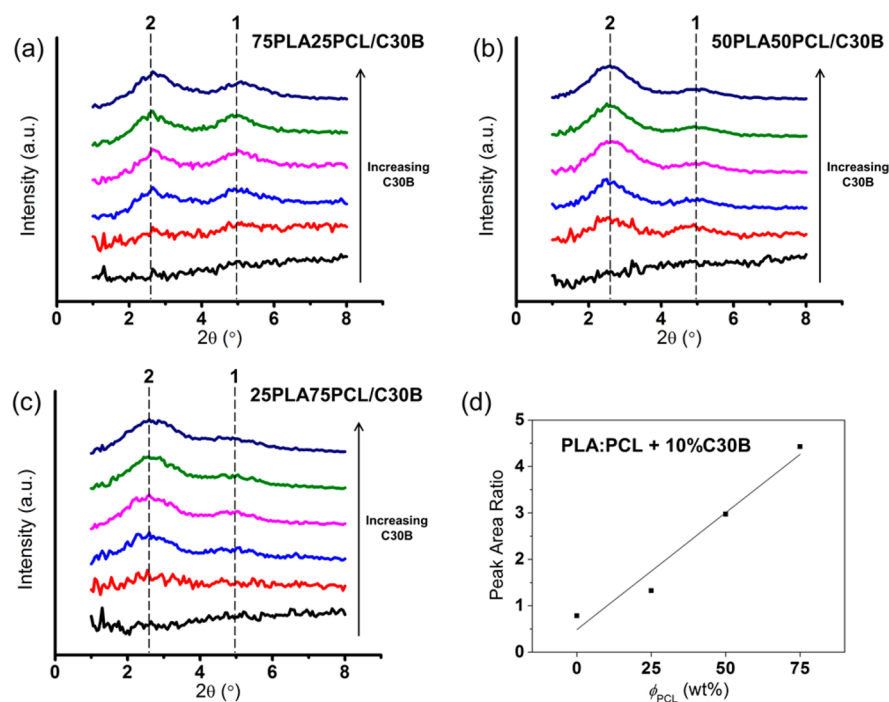 (a)
2 1
75PLA25PCL/C30B
Intensity (a.u.)
Increasing
C30B
0 2 4 6 8
2θ (°)
(b)
2 1
50PLA50PCL/C30B
Intensity (a.u.)
Increasing
C30B
0 2 4 6 8
2θ (°)
(c)
2 1
25PLA75PCL/C30B
Intensity (a.u.)
Increasing
C30B
0 2 4 6 8
2θ (°)
(d)
PLA:PCL + 10%C30B
Peak Area Ratio
5
4
3
2
1
0
0 25 50 75
ϕPCL (wt%)